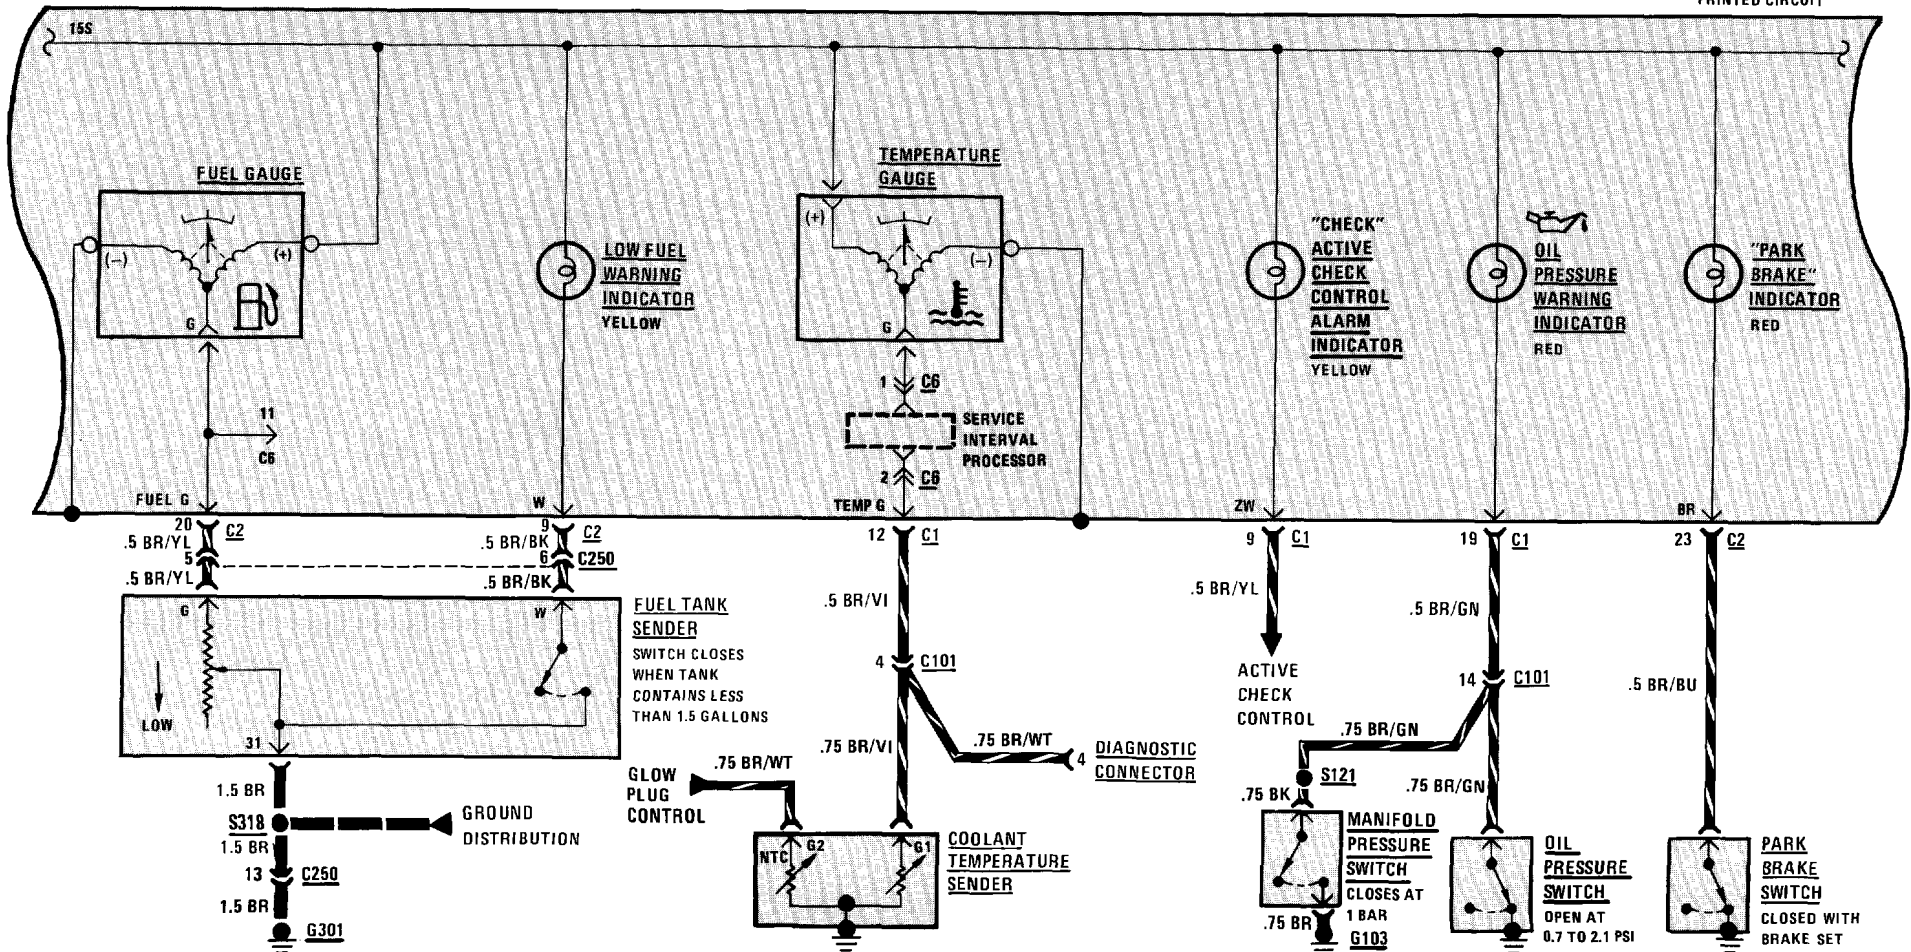 PRINTED CIRCUIT
15S
FUEL GAUGE
(−)
(+)
G
11
C6
FUEL G
20
C2
.5 BR/YL
5
.5 BR/YL
LOW FUEL
WARNING
INDICATOR
YELLOW
W
9
C2
.5 BR/BK
6
C250
.5 BR/BK
TEMPERATURE
GAUGE
(+)
(−)
G
1
C6
SERVICE
INTERVAL
PROCESSOR
2
C6
TEMP G
12
C1
"CHECK"
ACTIVE
CHECK
CONTROL
ALARM
INDICATOR
YELLOW
ZW
9
C1
.5 BR/YL
ACTIVE
CHECK
CONTROL
OIL
PRESSURE
WARNING
INDICATOR
RED
19
C1
.5 BR/GN
14
C101
.75 BR/GN
.75 BR/GN
"PARK
BRAKE"
INDICATOR
RED
BR
23
C2
.5 BR/BU
G
W
LOW
31
FUEL TANK
SENDER
SWITCH CLOSES
WHEN TANK
CONTAINS LESS
THAN 1.5 GALLONS
1.5 BR
S318
GROUND
DISTRIBUTION
1.5 BR
13
C250
1.5 BR
G301
.5 BR/VI
4
C101
.75 BR/VI
.75 BR/WT
4
DIAGNOSTIC
CONNECTOR
.75 BR/WT
GLOW
PLUG
CONTROL
NTC
G2
G1
COOLANT
TEMPERATURE
SENDER
S121
.75 BK
MANIFOLD
PRESSURE
SWITCH
CLOSES AT
1 BAR
.75 BR
G103
OIL
PRESSURE
SWITCH
OPEN AT
0.7 TO 2.1 PSI
PARK
BRAKE
SWITCH
CLOSED WITH
BRAKE SET